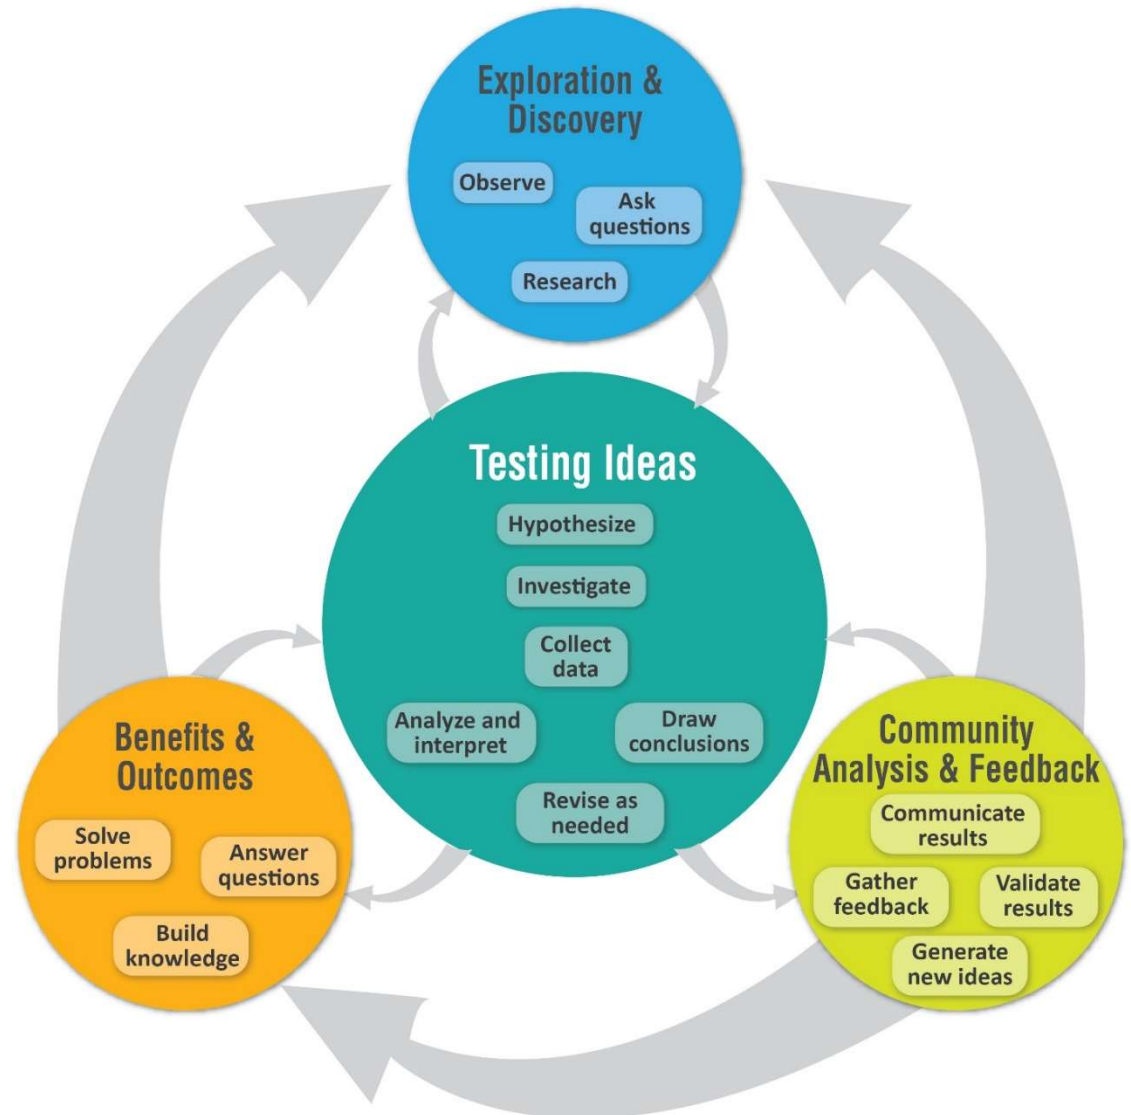 Exploration &
Discovery
Observe
Ask
questions
Research
Testing Ideas
Hypothesize
Investigate
Collect
data
Analyze and
interpret
Draw
conclusions
Revise as
needed
Benefits &
Outcomes
Solve
problems
Answer
questions
Build
knowledge
Community
Analysis & Feedback
Communicate
results
Gather
feedback
Validate
results
Generate
new ideas